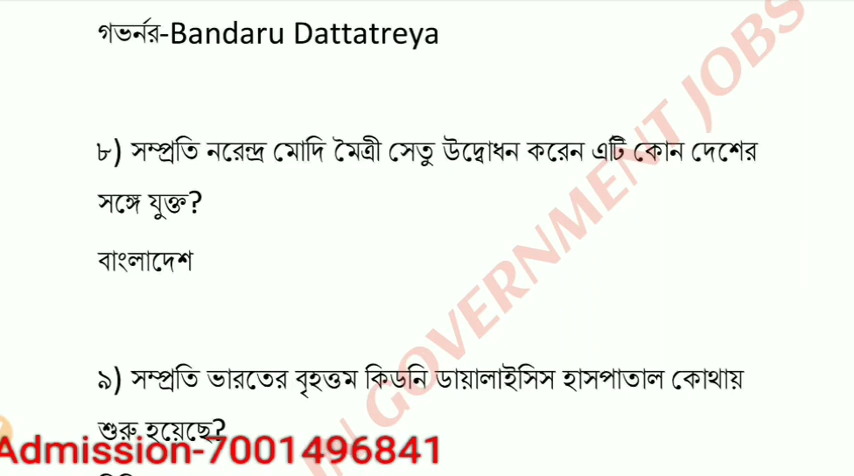 গভর্নর-Bandaru Dattatreya
৮) সম্প্রতি নরেন্দ্র মোদি মৈত্রী সেতু উদ্বোধন করেন এটি কোন দেশের
সঙ্গে যুক্ত?
বাংলাদেশ
৯) সম্প্রতি ভারতের বৃহত্তম কিডনি ডায়ালাইসিস হাসপাতাল কোথায়
শুরু হয়েছে?
Admission-7001496841
IN GOVERNMENT JOBS